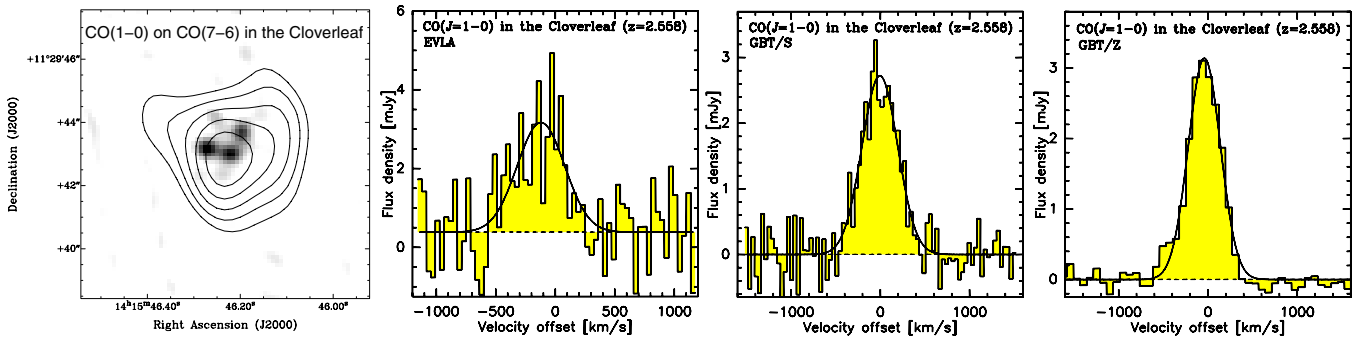 CO(1−0) on CO(7−6) in the Cloverleaf
+11°29'46"
+44"
+42"
+40"
Declination (J2000)
14h15m46.40s
46.20s
46.00s
Right Ascension (J2000)
CO(J=1−0) in the Cloverleaf (z=2.558)
EVLA
6
4
2
0
Flux density [mJy]
−1000
−500
0
500
1000
Velocity offset [km/s]
CO(J=1−0) in the Cloverleaf (z=2.558)
GBT/S
3
2
1
0
Flux density [mJy]
−1000
0
1000
Velocity offset [km/s]
CO(J=1−0) in the Cloverleaf (z=2.558)
GBT/Z
3
2
1
0
Flux density [mJy]
−1000
0
1000
Velocity offset [km/s]